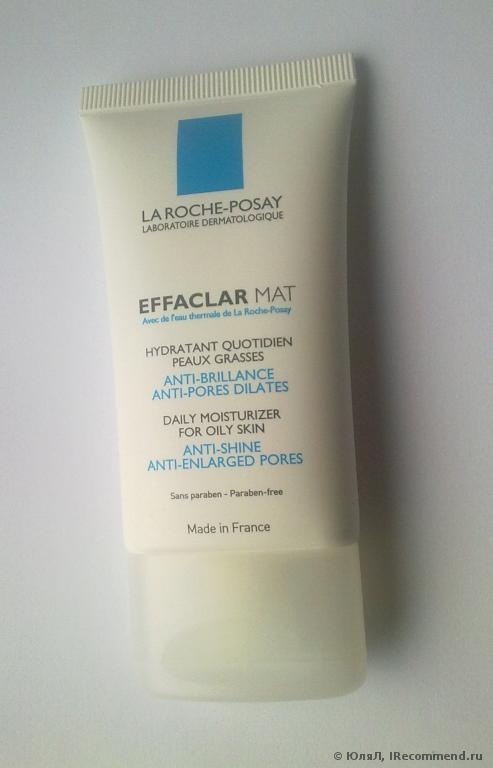 LA ROCHE-POSAY
LABORATOIRE DERMATOLOGIQUE
EFFACLAR MAT
Avec de l'eau thermale de La Roche-Posay
HYDRATANT QUOTIDIEN
PEAUX GRASSES
ANTI-BRILLANCE
ANTI-PORES DILATES
DAILY MOISTURIZER
FOR OILY SKIN
ANTI-SHINE
ANTI-ENLARGED PORES
Sans paraben - Paraben-free
Made in France
© ЮляЛ, IRecommend.ru